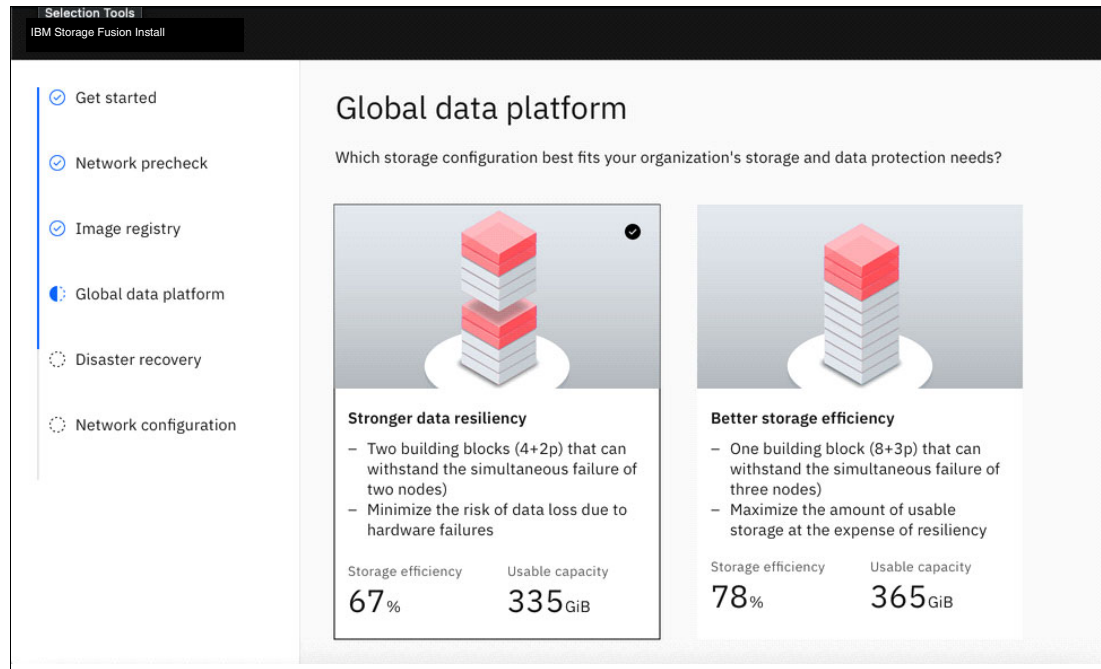 Selection Tools
IBM Storage Fusion Install
Get started
Network precheck
Image registry
Global data platform
Disaster recovery
Network configuration
Global data platform
Which storage configuration best fits your organization's storage and data protection needs?
Stronger data resiliency
– Two building blocks (4+2p) that can
withstand the simultaneous failure of
two nodes)
– Minimize the risk of data loss due to
hardware failures
Storage efficiency Usable capacity
67% 335GiB
Better storage efficiency
– One building block (8+3p) that can
withstand the simultaneous failure of
three nodes)
– Maximize the amount of usable
storage at the expense of resiliency
Storage efficiency Usable capacity
78% 365GiB